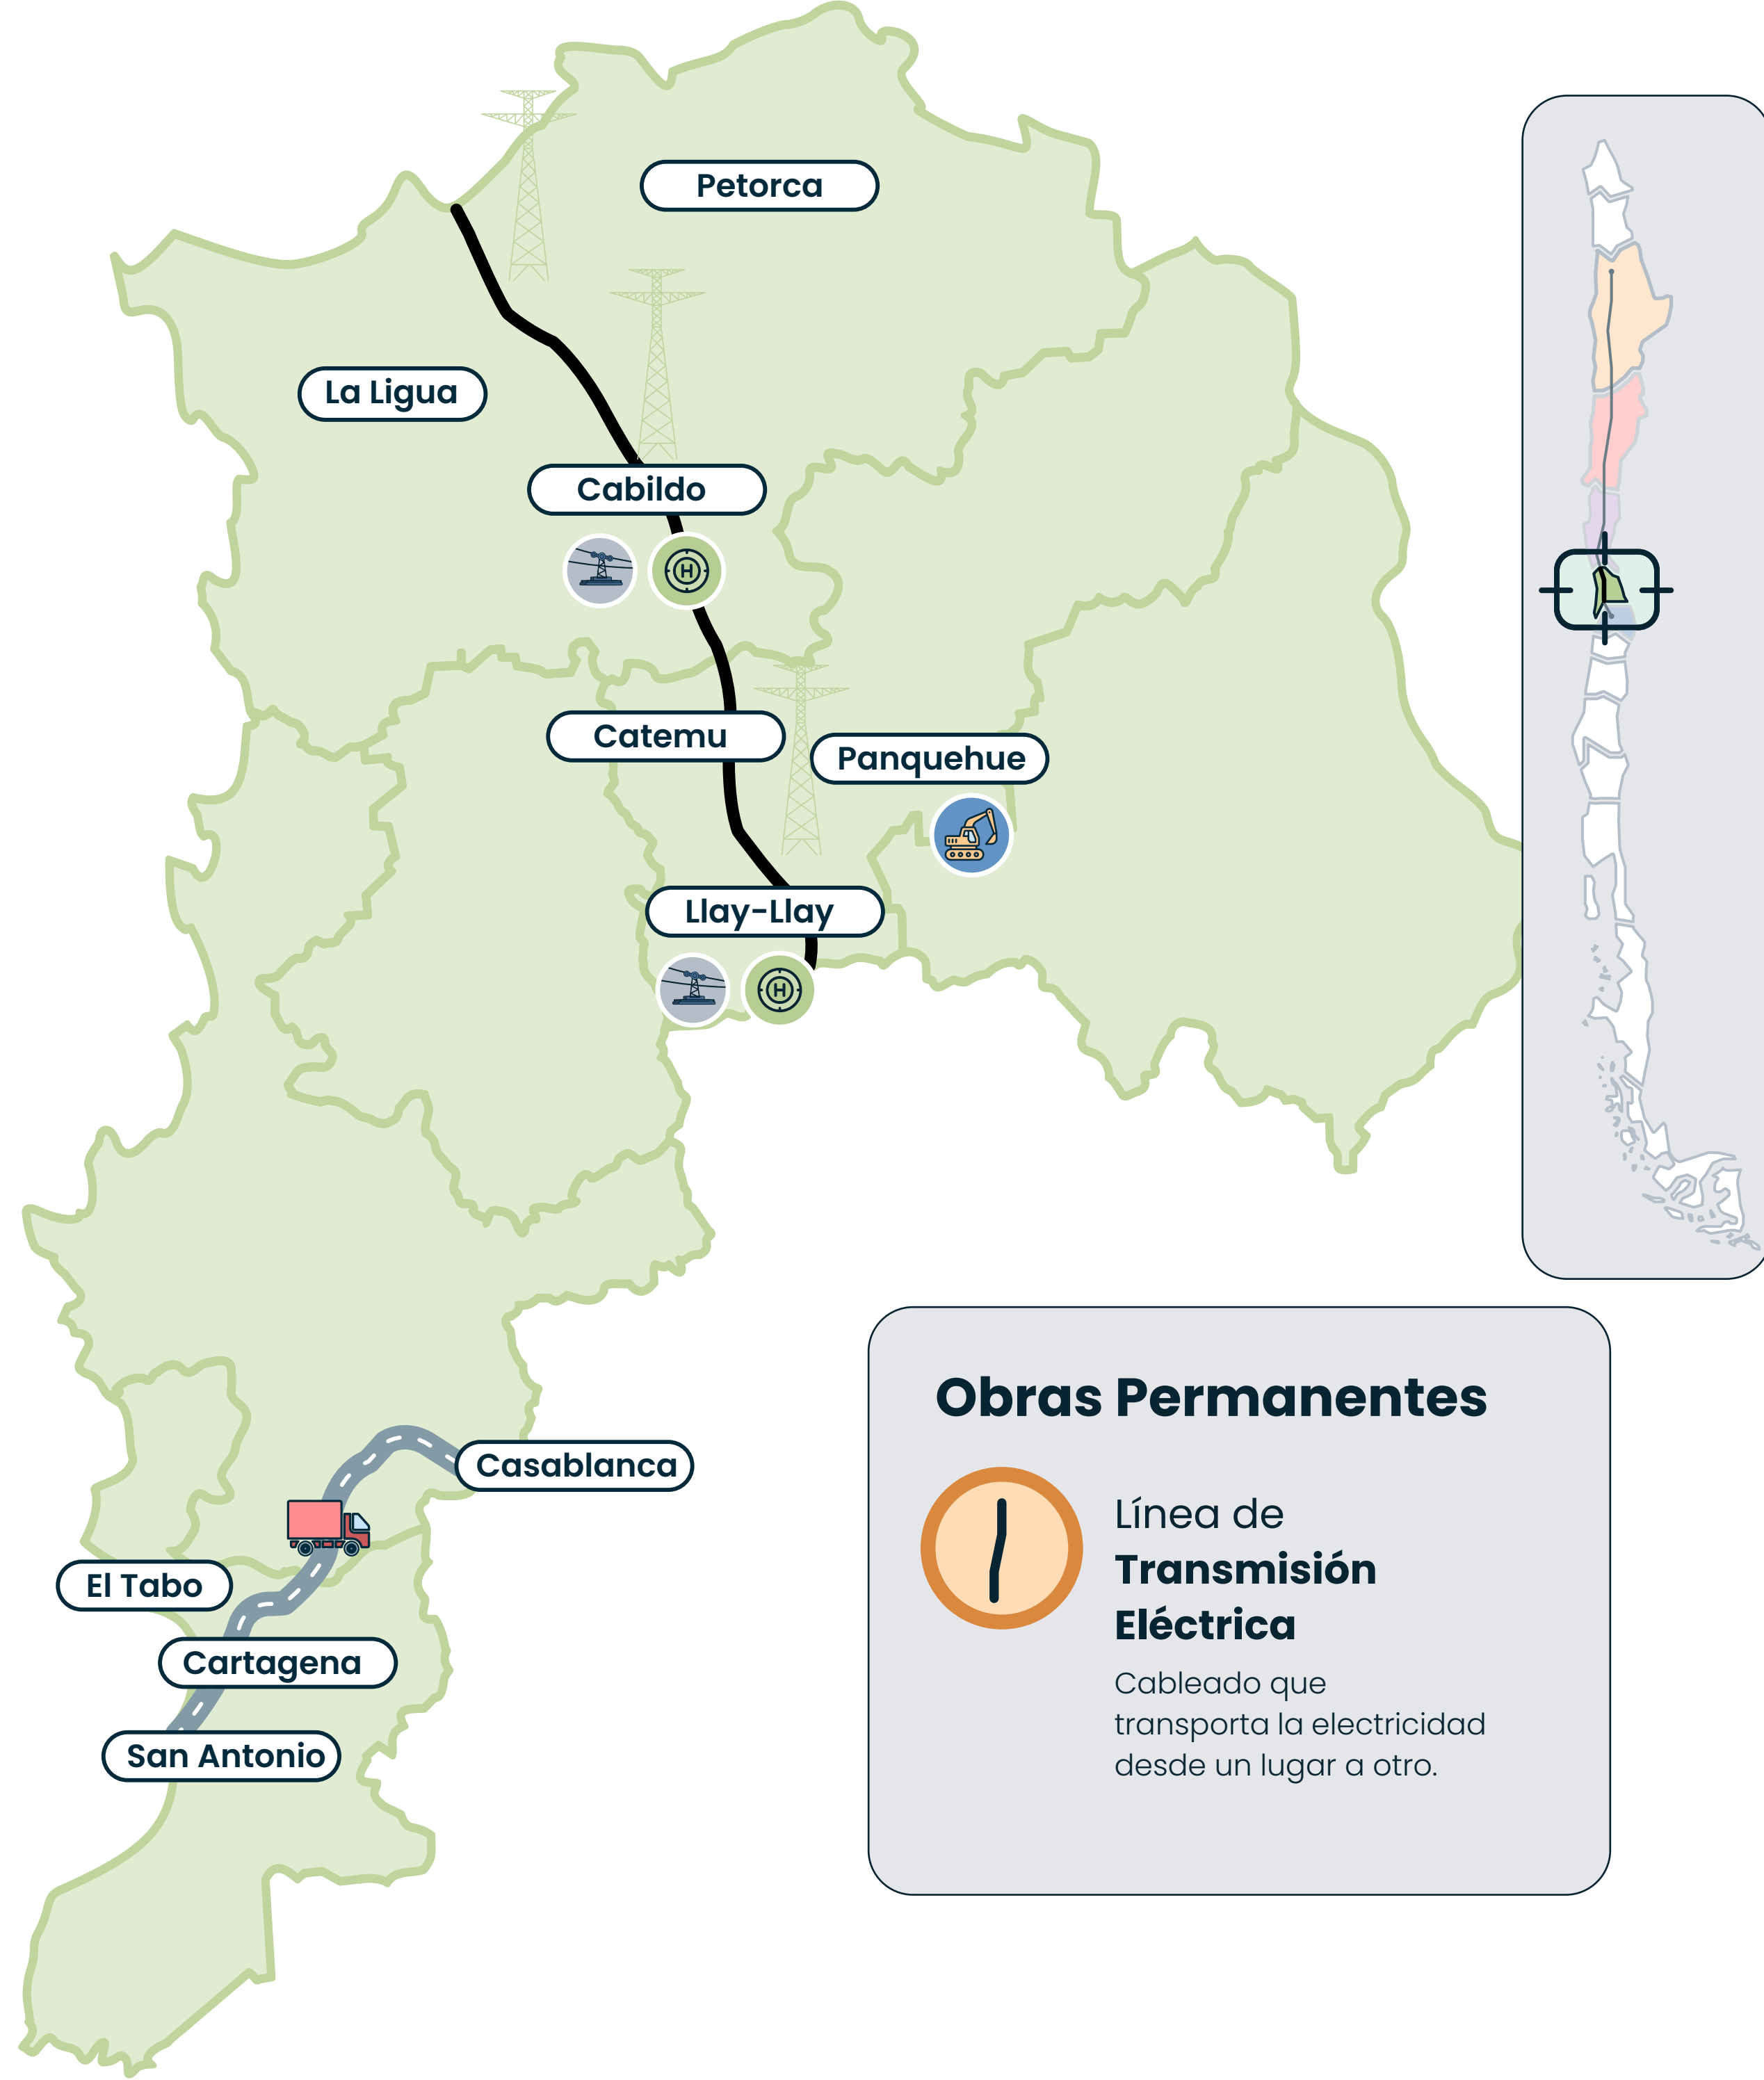 Petorca
La Ligua
Cabildo
H
Catemu
Panquehue
Llay-Llay
H
Casablanca
El Tabo
Cartagena
San Antonio
Obras Permanentes
Línea de
Transmisión
Eléctrica
Cableado que
transporta la electricidad
desde un lugar a otro.